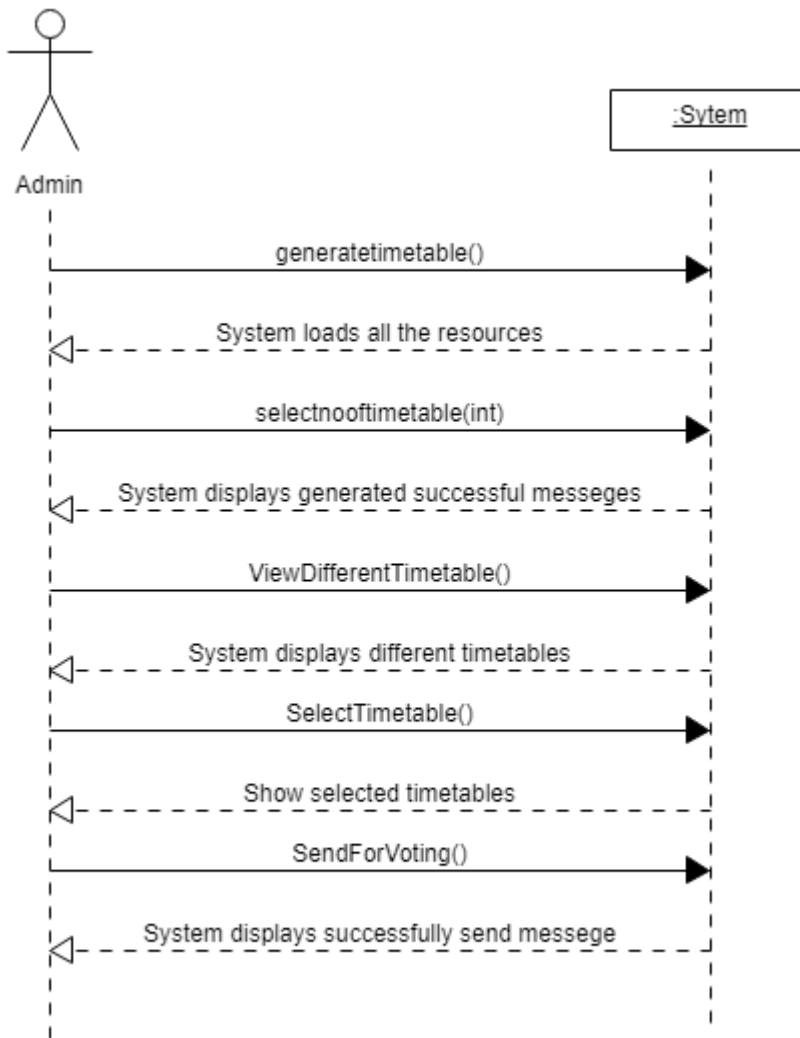 :Sytem
Admin
generatetimetable()
System loads all the resources
selectnooftimetable(int)
System displays generated successful messeges
ViewDifferentTimetable()
System displays different timetables
SelectTimetable()
Show selected timetables
SendForVoting()
System displays successfully send messege